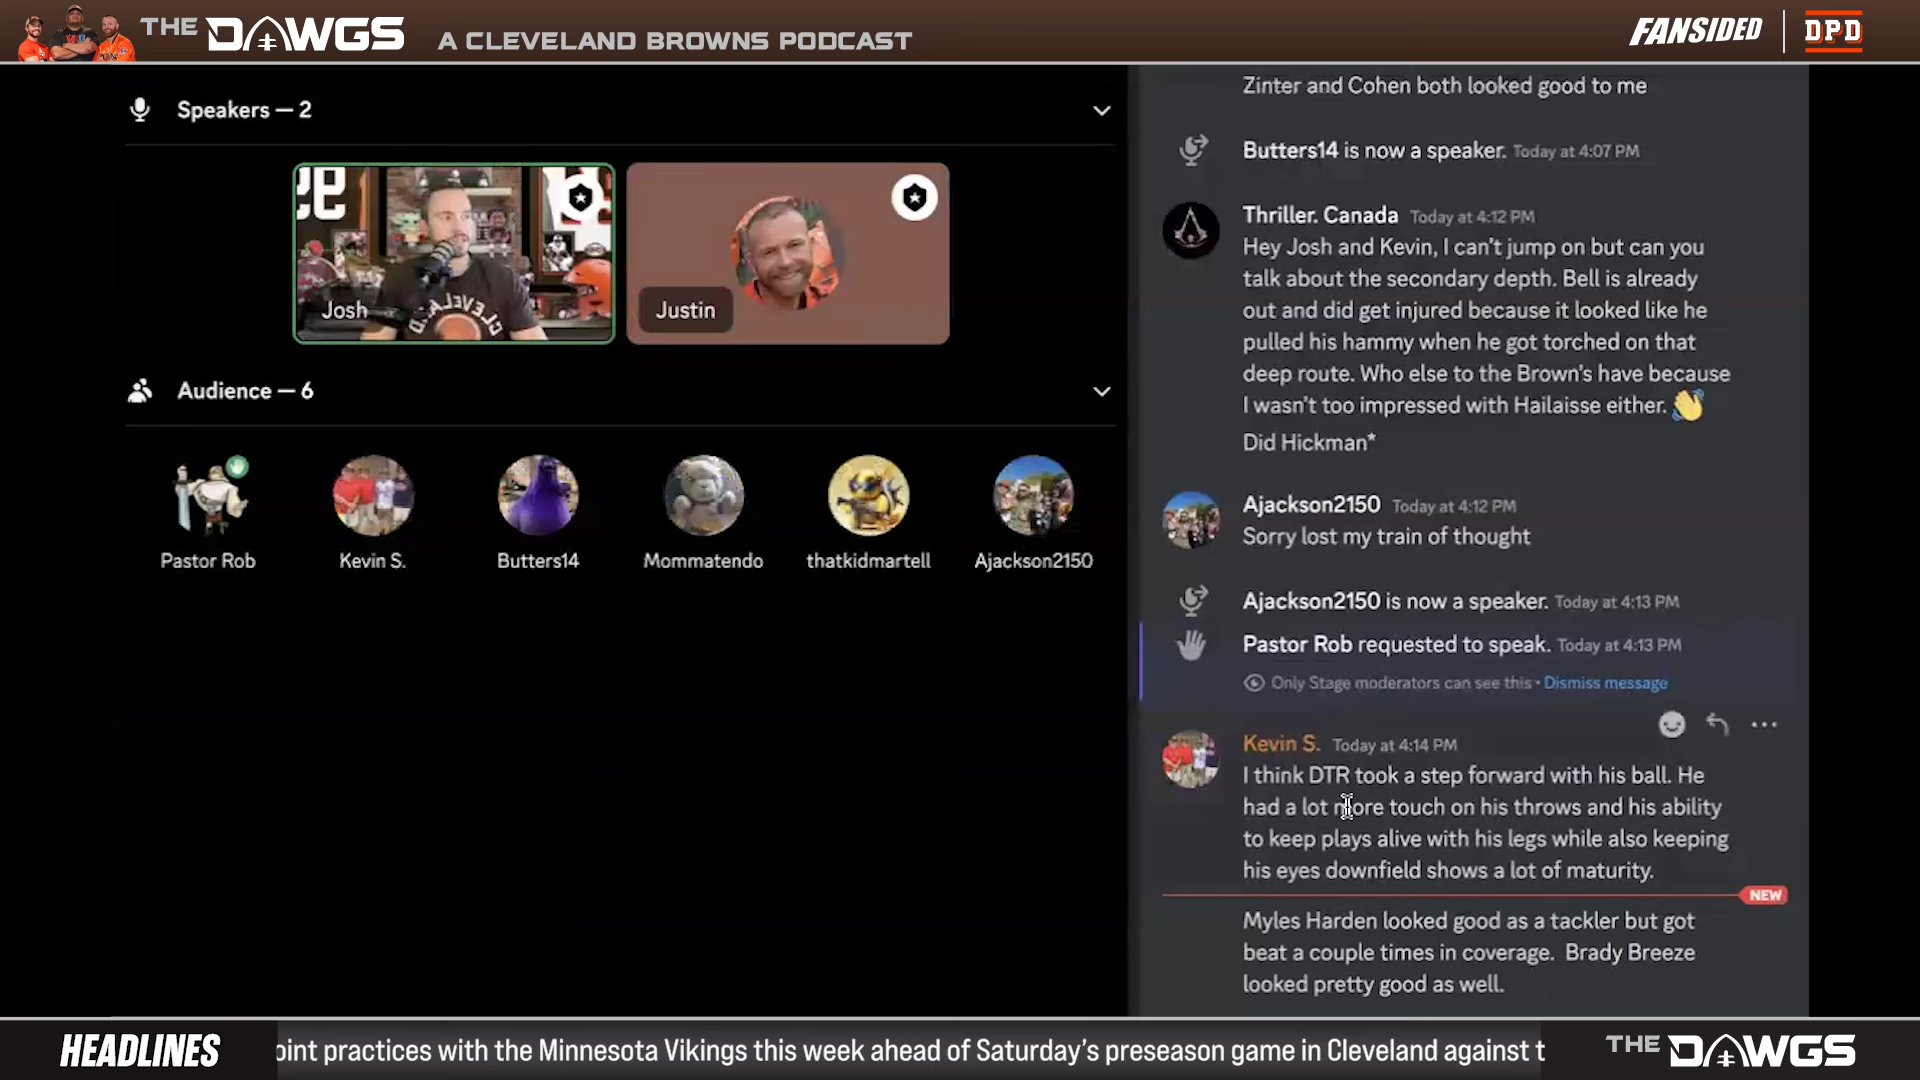 THE DAWGS A CLEVELAND BROWNS PODCAST
FANSIDED DPD
Speakers — 2
Josh
Justin
Audience — 6
Pastor Rob
Kevin S.
Butters14
Mommatendo
thatkidmartell
Ajackson2150
Zinter and Cohen both looked good to me
Butters14 is now a speaker. Today at 4:07 PM
Thriller. Canada Today at 4:12 PM
Hey Josh and Kevin, I can't jump on but can you
talk about the secondary depth. Bell is already
out and did get injured because it looked like he
pulled his hammy when he got torched on that
deep route. Who else to the Brown's have because
I wasn't too impressed with Hailaisse either. 👋
Did Hickman*
Ajackson2150 Today at 4:12 PM
Sorry lost my train of thought
Ajackson2150 is now a speaker. Today at 4:13 PM
Pastor Rob requested to speak. Today at 4:13 PM
Only Stage moderators can see this • Dismiss message
Kevin S. Today at 4:14 PM
I think DTR took a step forward with his ball. He
had a lot more touch on his throws and his ability
to keep plays alive with his legs while also keeping
his eyes downfield shows a lot of maturity.
NEW
Myles Harden looked good as a tackler but got
beat a couple times in coverage. Brady Breeze
looked pretty good as well.
HEADLINES
oint practices with the Minnesota Vikings this week ahead of Saturday's preseason game in Cleveland against t
THE DAWGS